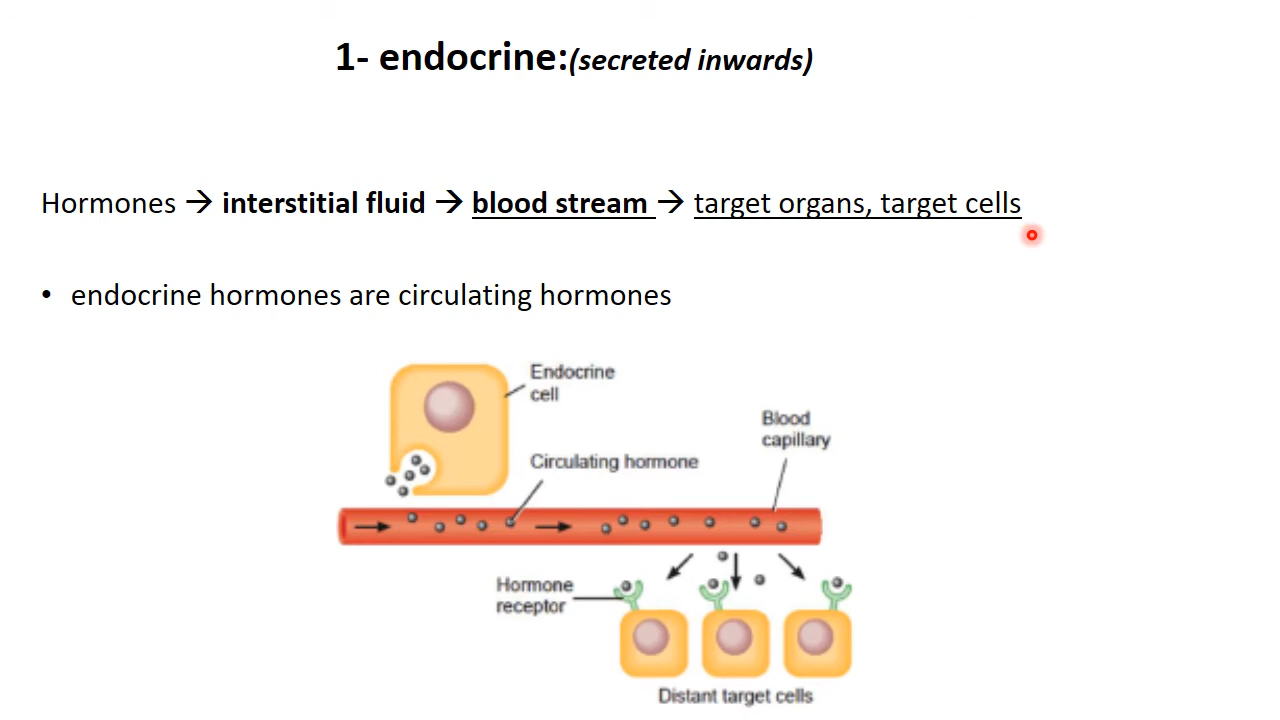 1- endocrine:(secreted inwards)
Hormones → interstitial fluid → blood stream → target organs, target cells
• endocrine hormones are circulating hormones
Endocrine
cell
Blood
capillary
Circulating hormone
Hormone
receptor
Distant target cells